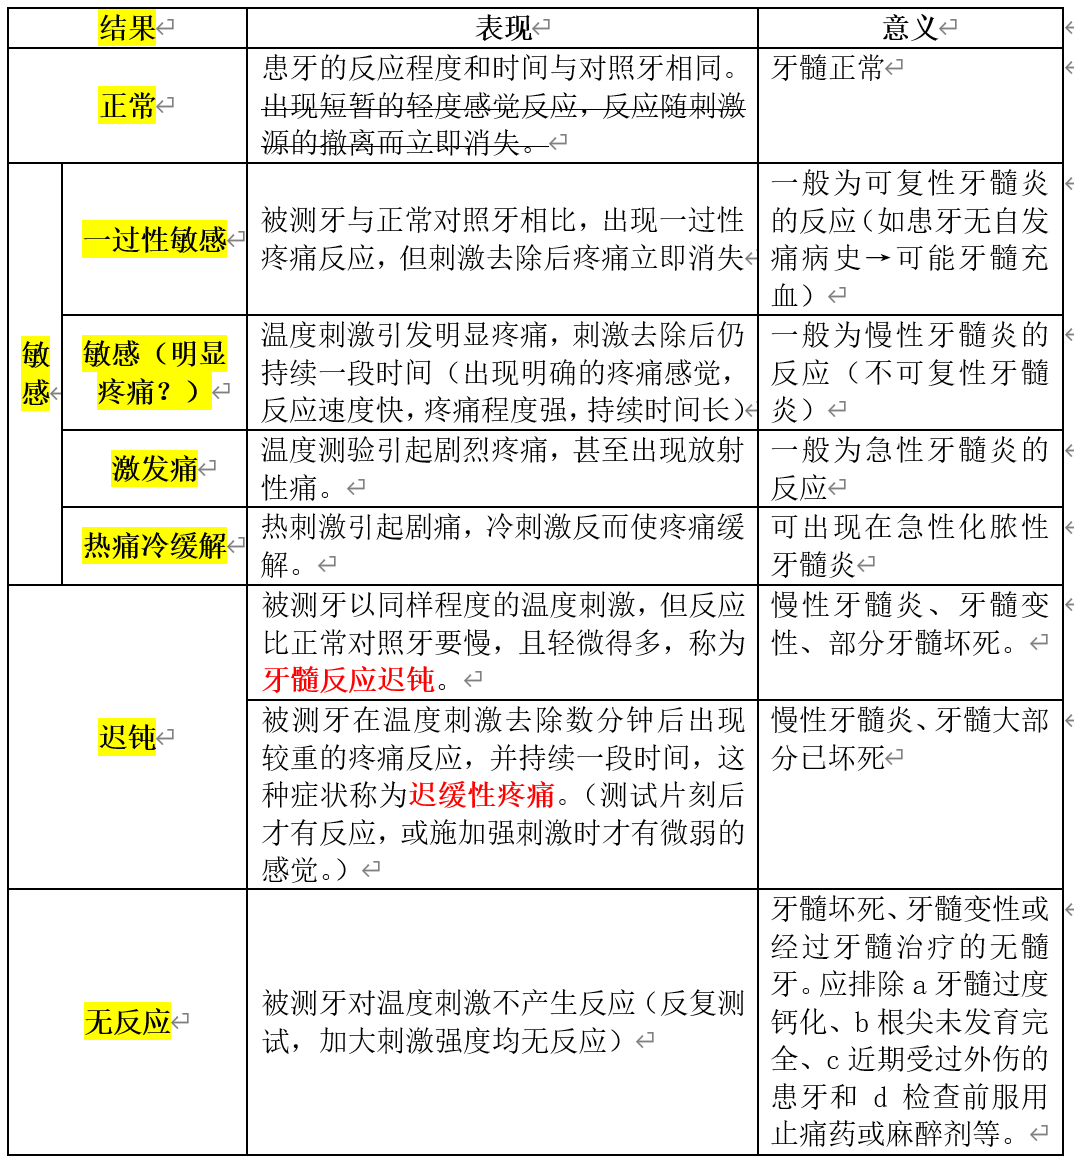 结果
表现
意义
正常
患牙的反应程度和时间与对照牙相同。
出现短暂的轻度感觉反应，反应随刺激
源的撤离而立即消失。
牙髓正常
敏
感
一过性敏感
被测牙与正常对照牙相比，出现一过性
疼痛反应，但刺激去除后疼痛立即消失
一般为可复性牙髓炎
的反应（如患牙无自发
痛病史→可能牙髓充
血）
敏感（明显
疼痛？）
温度刺激引发明显疼痛，刺激去除后仍
持续一段时间（出现明确的疼痛感觉，
反应速度快，疼痛程度强，持续时间长）
一般为慢性牙髓炎的
反应（不可复性牙髓
炎）
激发痛
温度测验引起剧烈疼痛，甚至出现放射
性痛。
一般为急性牙髓炎的
反应
热痛冷缓解
热刺激引起剧痛，冷刺激反而使疼痛缓
解。
可出现在急性化脓性
牙髓炎
迟钝
被测牙以同样程度的温度刺激，但反应
比正常对照牙要慢，且轻微得多，称为
牙髓反应迟钝。
慢性牙髓炎、牙髓变
性、部分牙髓坏死。
被测牙在温度刺激去除数分钟后出现
较重的疼痛反应，并持续一段时间，这
种症状称为迟缓性疼痛。（测试片刻后
才有反应，或施加强刺激时才有微弱的
感觉。）
慢性牙髓炎、牙髓大部
分已坏死
无反应
被测牙对温度刺激不产生反应（反复测
试，加大刺激强度均无反应）
牙髓坏死、牙髓变性或
经过牙髓治疗的无髓
牙。应排除 a 牙髓过度
钙化、b 根尖未发育完
全、c 近期受过外伤的
患牙和 d 检查前服用
止痛药或麻醉剂等。